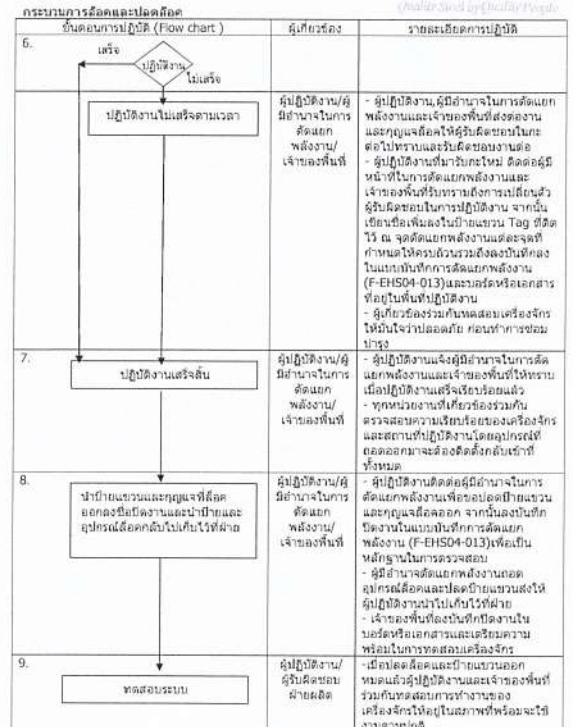 Quality Steel by Quality People
กระบวนการล๊อคและปลดล๊อค
ขั้นตอนการปฏิบัติ (Flow chart )
ผู้เกี่ยวข้อง
รายละเอียดการปฏิบัติ
6.
เสร็จ
ปฏิบัติงาน
ไม่เสร็จ
ปฏิบัติงานไม่เสร็จตามเวลา
ผู้ปฏิบัติงาน/ผู้
มีอำนาจในการ
ตัดแยก
พลังงาน/
เจ้าของพื้นที่
- ผู้ปฏิบัติงาน,ผู้มีอำนาจในการตัดแยก
พลังงานและเจ้าของพื้นที่ส่งต่องาน
และกุญแจล๊อคให้ผู้รับผิดชอบในกะ
ต่อไปทราบและรับผิดชอบงานต่อ
- ผู้ปฏิบัติงานที่มารับกะใหม่ ติดต่อผู้มี
หน้าที่ในการตัดแยกพลังงานและ
เจ้าของพื้นที่รับทราบถึงการเปลี่ยนตัว
ผู้รับผิดชอบในการปฏิบัติงาน จากนั้น
เขียนชื่อเพิ่มลงในป้ายแขวน Tag ที่ติด
ไว้ ณ จุดตัดแยกพลังงานแต่ละจุดที่
กำหนดให้ครบถ้วนรวมถึงลงบันทึกลง
ในแบบบันทึกการตัดแยกพลังงาน
(F-EHS04-013)และบอร์ดหรือเอกสาร
ที่อยู่ในพื้นที่ปฏิบัติงาน
- ผู้เกี่ยวข้องร่วมกันทดสอบเครื่องจักร
ให้มั่นใจว่าปลอดภัย ก่อนทำการซ่อม
บำรุง
7.
ปฏิบัติงานเสร็จสิ้น
ผู้ปฏิบัติงาน/ผู้
มีอำนาจในการ
ตัดแยก
พลังงาน/
เจ้าของพื้นที่
- ผู้ปฏิบัติงานแจ้งผู้มีอำนาจในการตัด
แยกพลังงานและเจ้าของพื้นที่ให้ทราบ
เมื่อปฏิบัติงานเสร็จเรียบร้อยแล้ว
- ทุกหน่วยงานที่เกี่ยวข้องร่วมกัน
ตรวจสอบความเรียบร้อยของเครื่องจักร
และสถานที่ปฏิบัติงานโดยอุปกรณ์ที่
ถอดออกมาจะต้องติดตั้งกลับเข้าที่
ทั้งหมด
8.
นำป้ายแขวนและกุญแจที่ล๊อค
ออกลงชื่อปิดงานและนำป้ายและ
อุปกรณ์ล๊อคกลับไปเก็บไว้ที่ฝ่าย
ผู้ปฏิบัติงาน/ผู้
มีอำนาจในการ
ตัดแยก
พลังงาน/
เจ้าของพื้นที่
- ผู้ปฏิบัติงานติดต่อผู้มีอำนาจในการ
ตัดแยกพลังงานเพื่อขอปลดป้ายแขวน
และกุญแจล๊อคออก จากนั้นลงบันทึก
ปิดงานในแบบบันทึกการตัดแยก
พลังงาน (F-EHS04-013)เพื่อเป็น
หลักฐานในการตรวจสอบ
- ผู้มีอำนาจตัดแยกพลังงานถอด
อุปกรณ์ล๊อคและปลดป้ายแขวนส่งให้
ผู้ปฏิบัติงานนำไปเก็บไว้ที่ฝ่าย
- เจ้าของพื้นที่ลงบันทึกปิดงานใน
บอร์ดหรือเอกสารและเตรียมความ
พร้อมในการทดสอบเครื่องจักร
9.
ทดสอบระบบ
ผู้ปฏิบัติงาน/
ผู้รับผิดชอบ
ฝ่ายผลิต
-เมื่อปลดล๊อคและป้ายแขวนออก
หมดแล้วผู้ปฏิบัติงานและเจ้าของพื้นที่
ร่วมกันทดสอบการทำงานของ
เครื่องจักรให้อยู่ในสภาพที่พร้อมจะใช้
งานตามปกติ